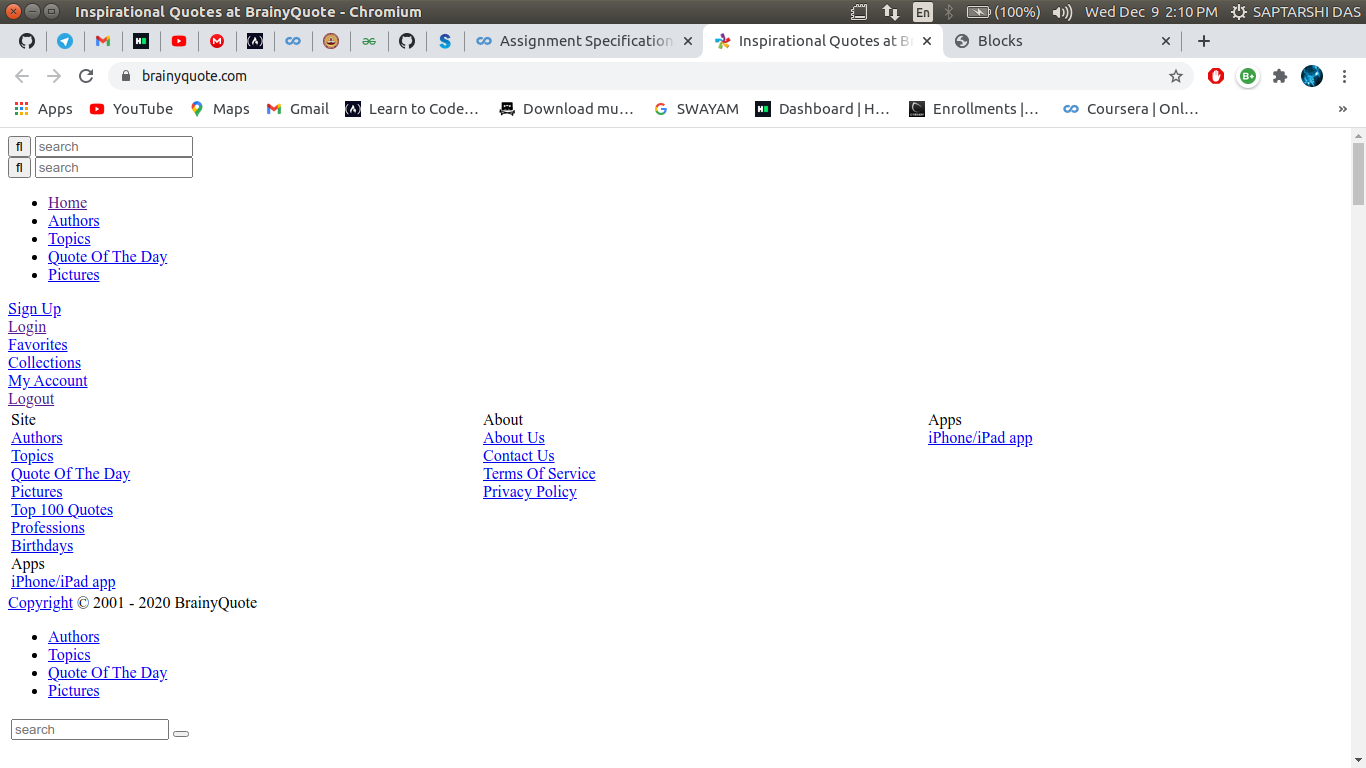 Inspirational Quotes at BrainyQuote - Chromium En (100%) Wed Dec 9 2:10 PM SAPTARSHI DAS
Assignment Specification × Inspirational Quotes at B × Blocks × +
brainyquote.com
Apps YouTube Maps Gmail Learn to Code… Download mu… SWAYAM Dashboard | H… Enrollments |… Coursera | Onl… »
fl search
fl search
Home
Authors
Topics
Quote Of The Day
Pictures
Sign Up
Login
Favorites
Collections
My Account
Logout
Site About Apps
Authors About Us iPhone/iPad app
Topics Contact Us
Quote Of The Day Terms Of Service
Pictures Privacy Policy
Top 100 Quotes
Professions
Birthdays
Apps
iPhone/iPad app
Copyright © 2001 - 2020 BrainyQuote
Authors
Topics
Quote Of The Day
Pictures
search